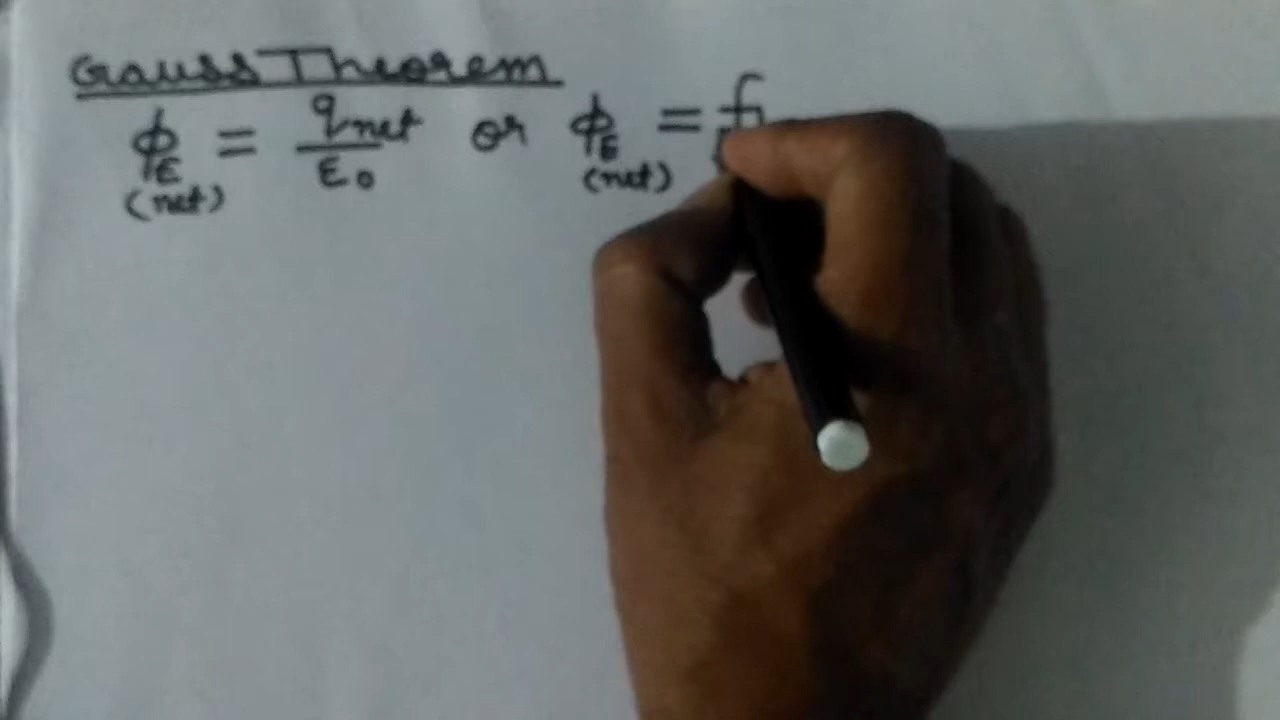 Gauss Theorem
ϕE = qnet/ε0 or ϕE =
(net) (net)